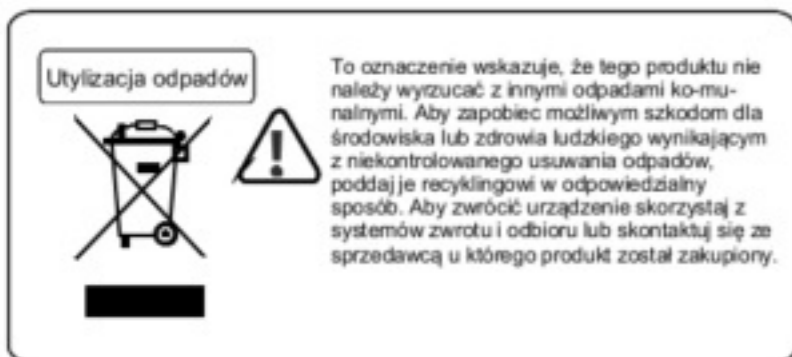 Utylizacja odpadów
To oznaczenie wskazuje, że tego produktu nie
należy wyrzucać z innymi odpadami ko-mu-
nalnymi. Aby zapobiec możliwym szkodom dla
środowiska lub zdrowia ludzkiego wynikającym
z niekontrolowanego usuwania odpadów,
poddaj je recyklingowi w odpowiedzialny
sposób. Aby zwrócić urządzenie skorzystaj z
systemów zwrotu i odbioru lub skontaktuj się ze
sprzedawcą u którego produkt został zakupiony.